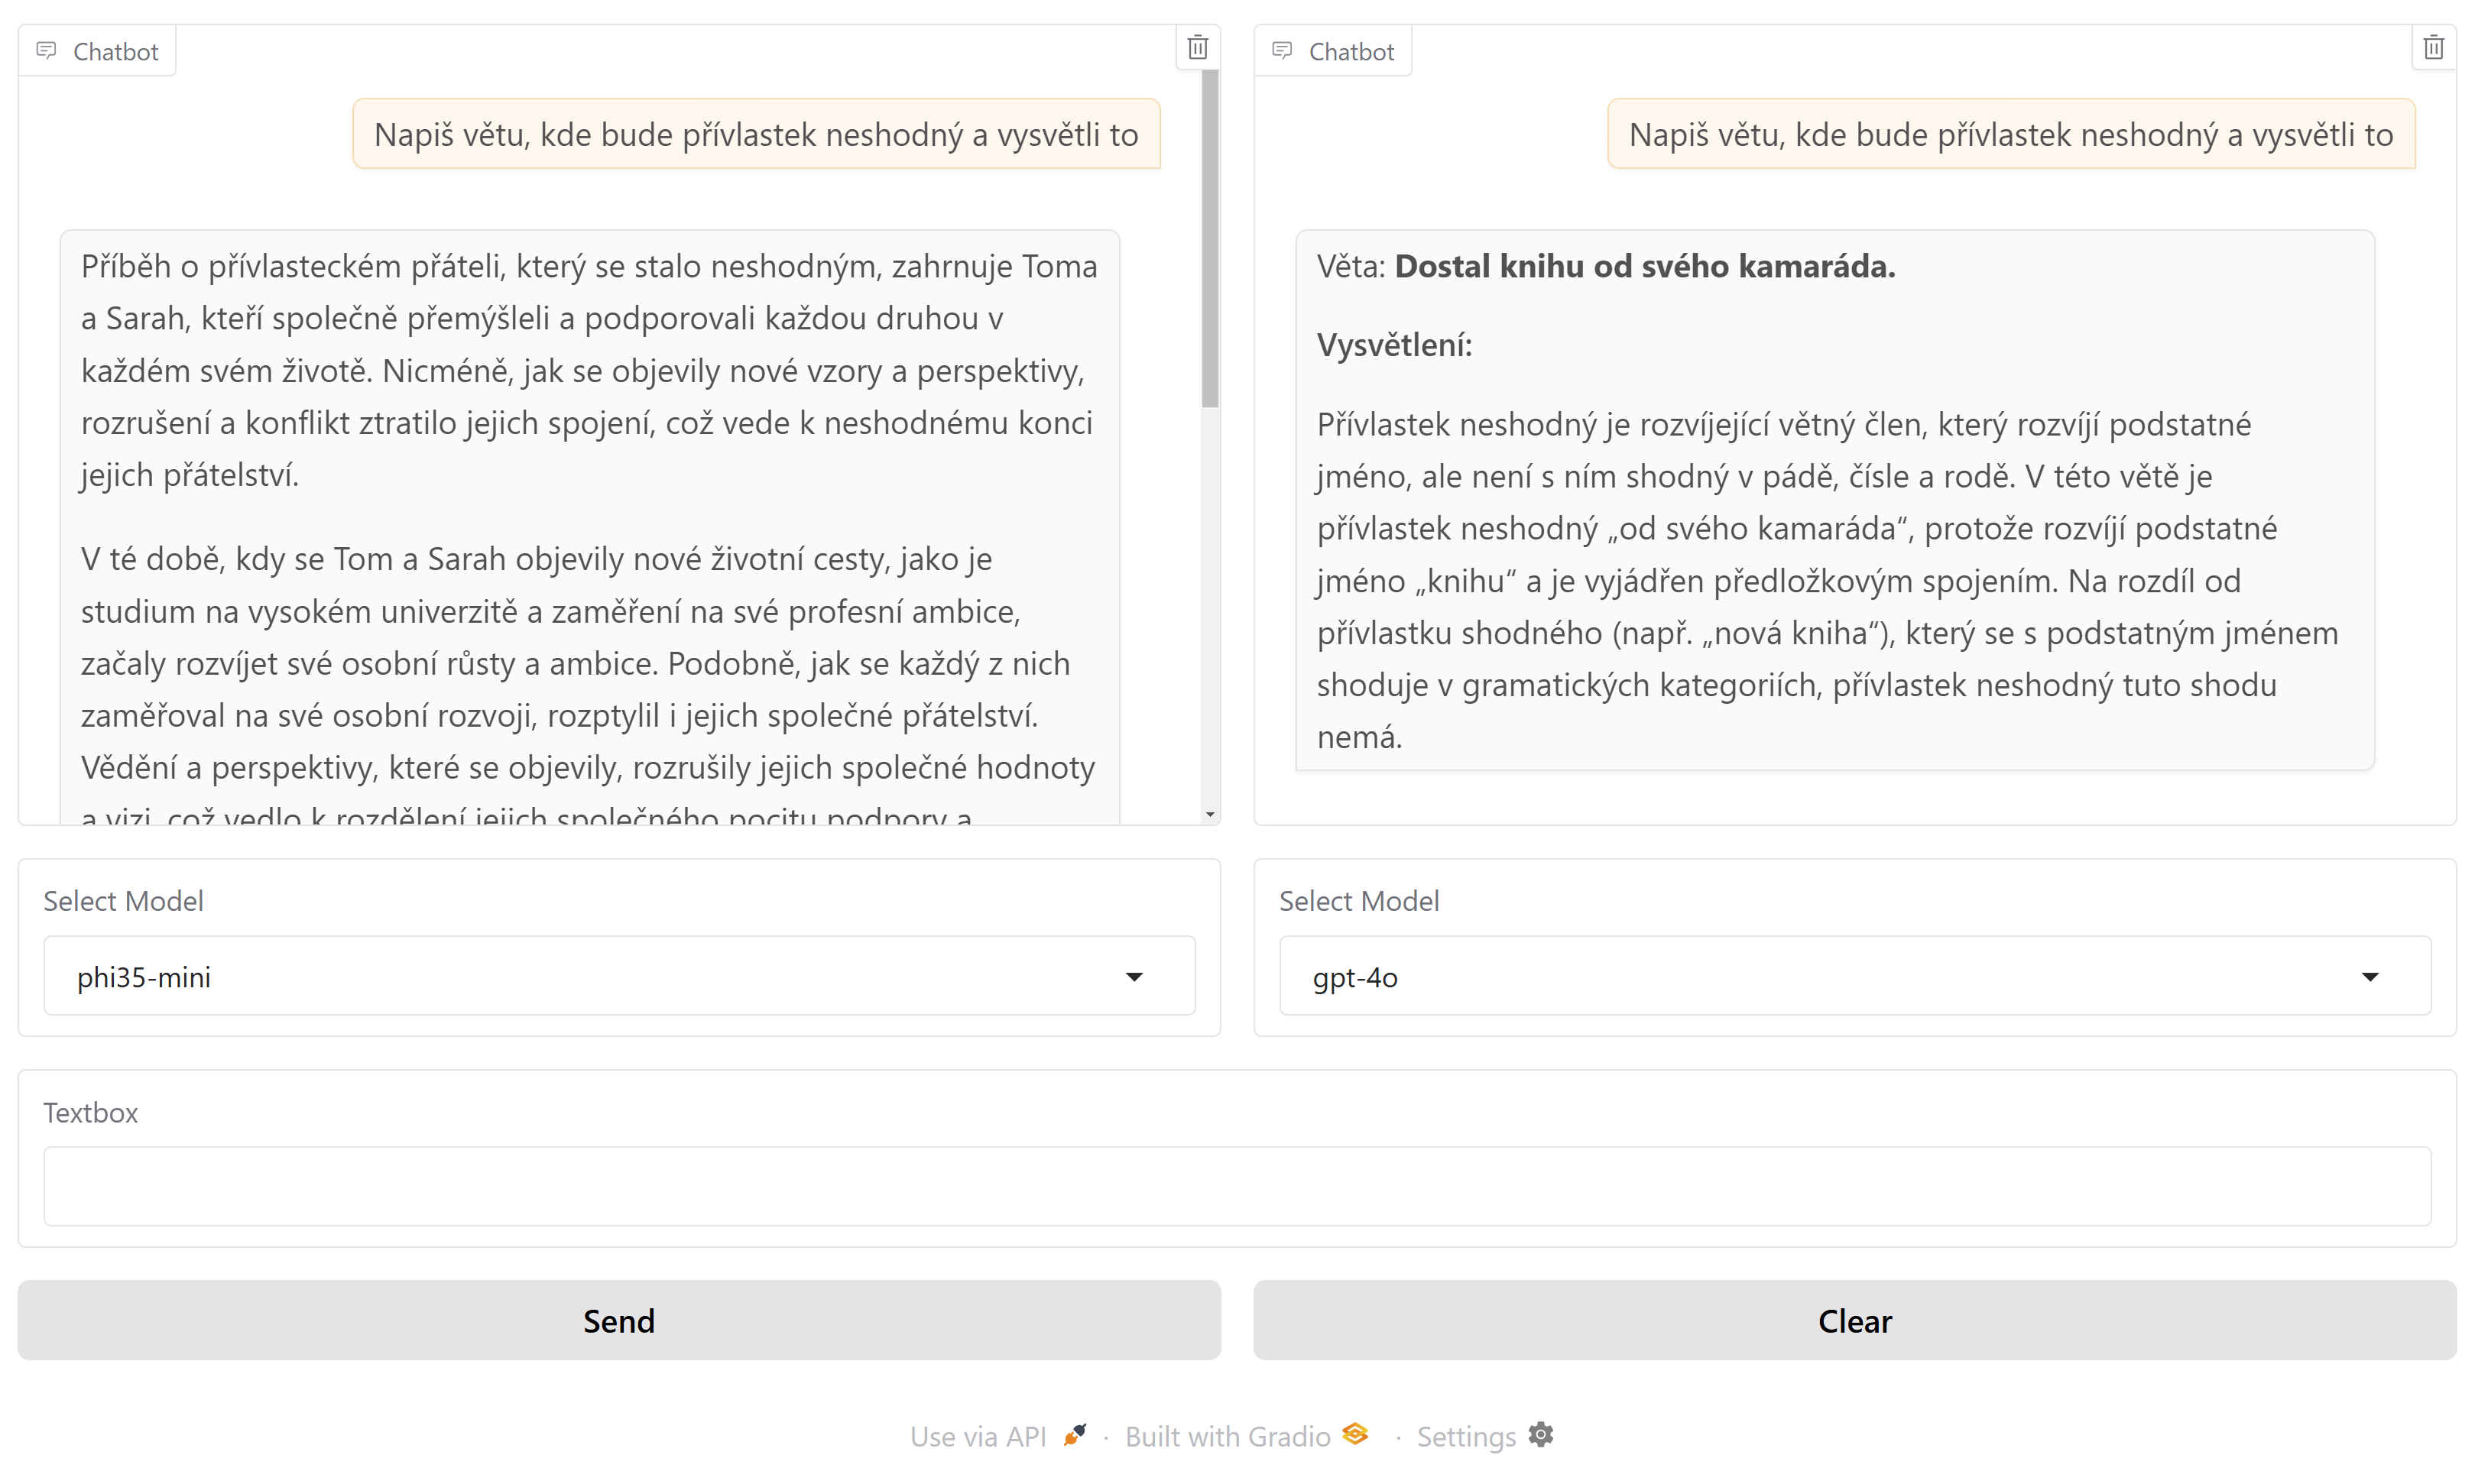 Chatbot
Napiš větu, kde bude přívlastek neshodný a vysvětli to
Příběh o přívlasteckém přáteli, který se stalo neshodným, zahrnuje Toma
a Sarah, kteří společně přemýšleli a podporovali každou druhou v
každém svém životě. Nicméně, jak se objevily nové vzory a perspektivy,
rozrušení a konflikt ztratilo jejich spojení, což vede k neshodnému konci
jejich přátelství.
V té době, kdy se Tom a Sarah objevily nové životní cesty, jako je
studium na vysokém univerzitě a zaměření na své profesní ambice,
začaly rozvíjet své osobní růsty a ambice. Podobně, jak se každý z nich
zaměřoval na své osobní rozvoji, rozptylil i jejich společné přátelství.
Vědění a perspektivy, které se objevily, rozrušily jejich společné hodnoty
a vizi, což vedlo k rozdělení jejich společného pocitu podpory a
Chatbot
Napiš větu, kde bude přívlastek neshodný a vysvětli to
Věta: Dostal knihu od svého kamaráda.
Vysvětlení:
Přívlastek neshodný je rozvíjející větný člen, který rozvíjí podstatné
jméno, ale není s ním shodný v pádě, čísle a rodě. V této větě je
přívlastek neshodný „od svého kamaráda“, protože rozvíjí podstatné
jméno „knihu“ a je vyjádřen předložkovým spojením. Na rozdíl od
přívlastku shodného (např. „nová kniha“), který se s podstatným jménem
shoduje v gramatických kategoriích, přívlastek neshodný tuto shodu
nemá.
Select Model
phi35-mini
Select Model
gpt-4o
Textbox
Send
Clear
Use via API · Built with Gradio · Settings